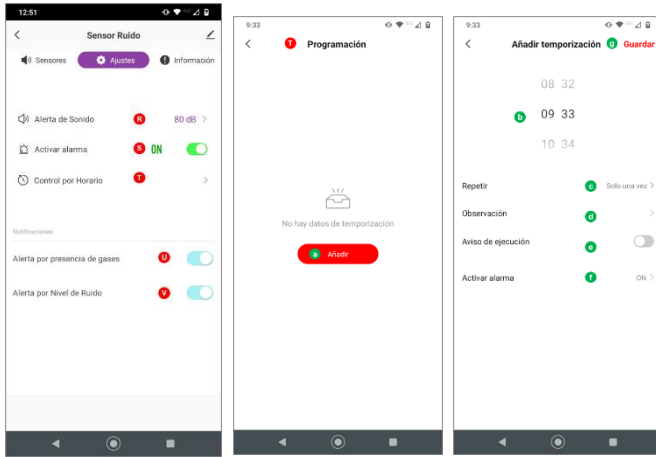 12:51
Sensor Ruido
Sensores
Ajustes
Información
Alerta de Sonido R 80 dB >
Activar alarma S ON
Control por Horario T >
Notificaciones
Alerta por presencia de gases U
Alerta por Nivel de Ruido V
9:33
T Programación
No hay datos de temporización
a Añadir
9:33
Añadir temporización g Guardar
08 32
b 09 33
10 34
Repetir c Solo una vez >
Observación d >
Aviso de ejecución e
Activar alarma f ON >